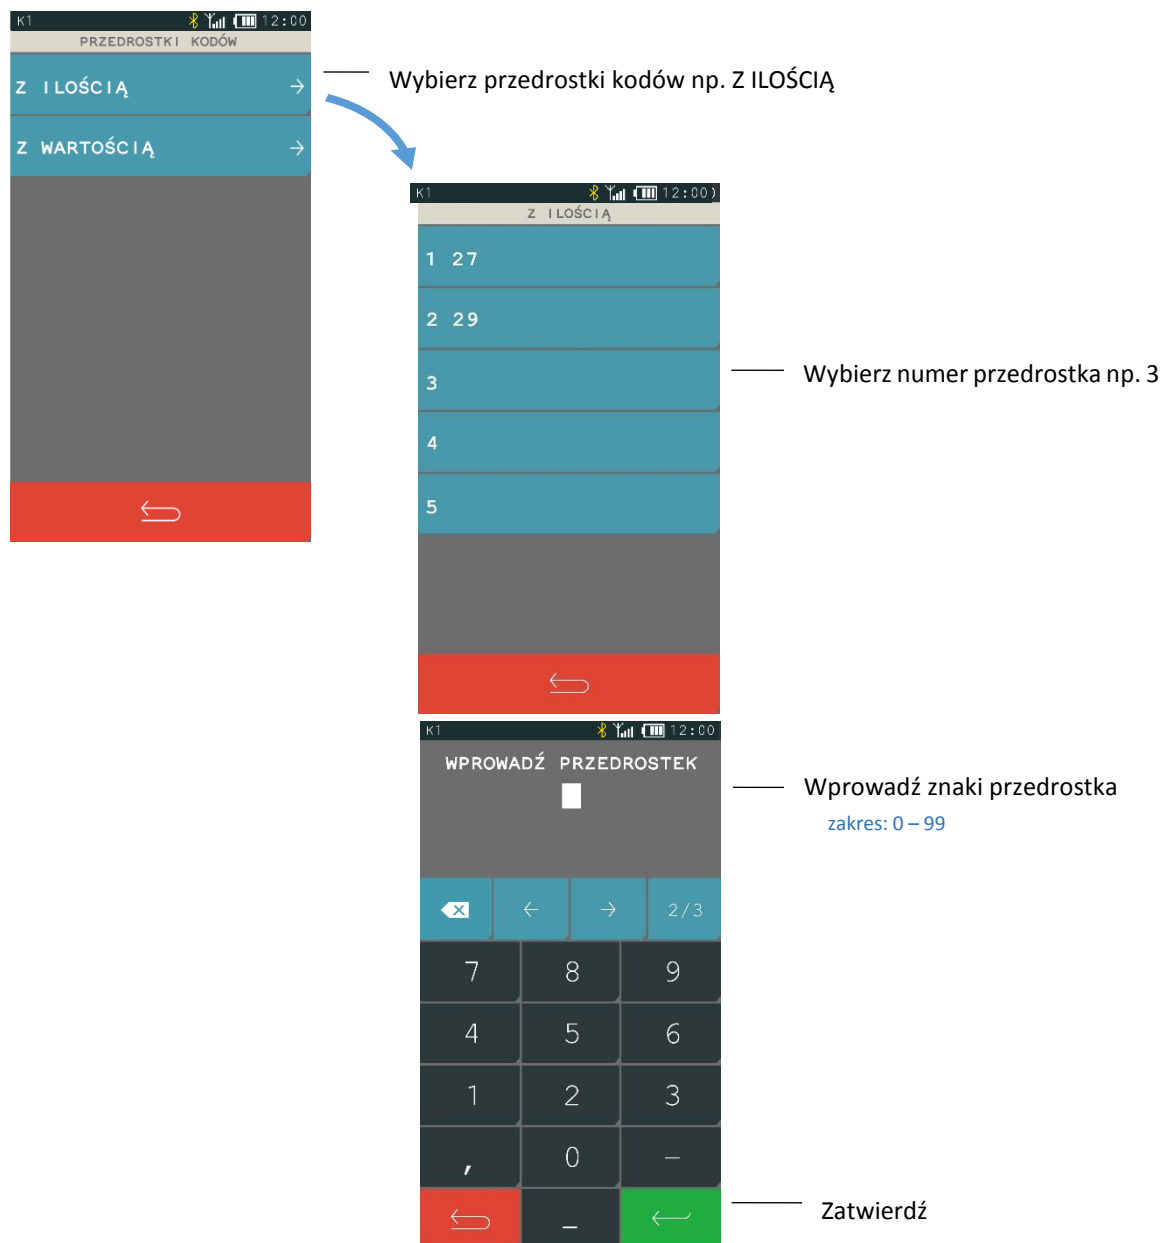 K1 12:00
PRZEDROSTKI KODÓW
Z ILOŚCIĄ
Z WARTOŚCIĄ
Wybierz przedrostki kodów np. Z ILOŚCIĄ
K1 12:00)
Z ILOŚCIĄ
1 27
2 29
3
4
5
Wybierz numer przedrostka np. 3
K1 12:00
WPROWADŹ PRZEDROSTEK
Wprowadź znaki przedrostka
zakres: 0 – 99
2/3
7 8 9
4 5 6
1 2 3
, 0 –
_
Zatwierdź